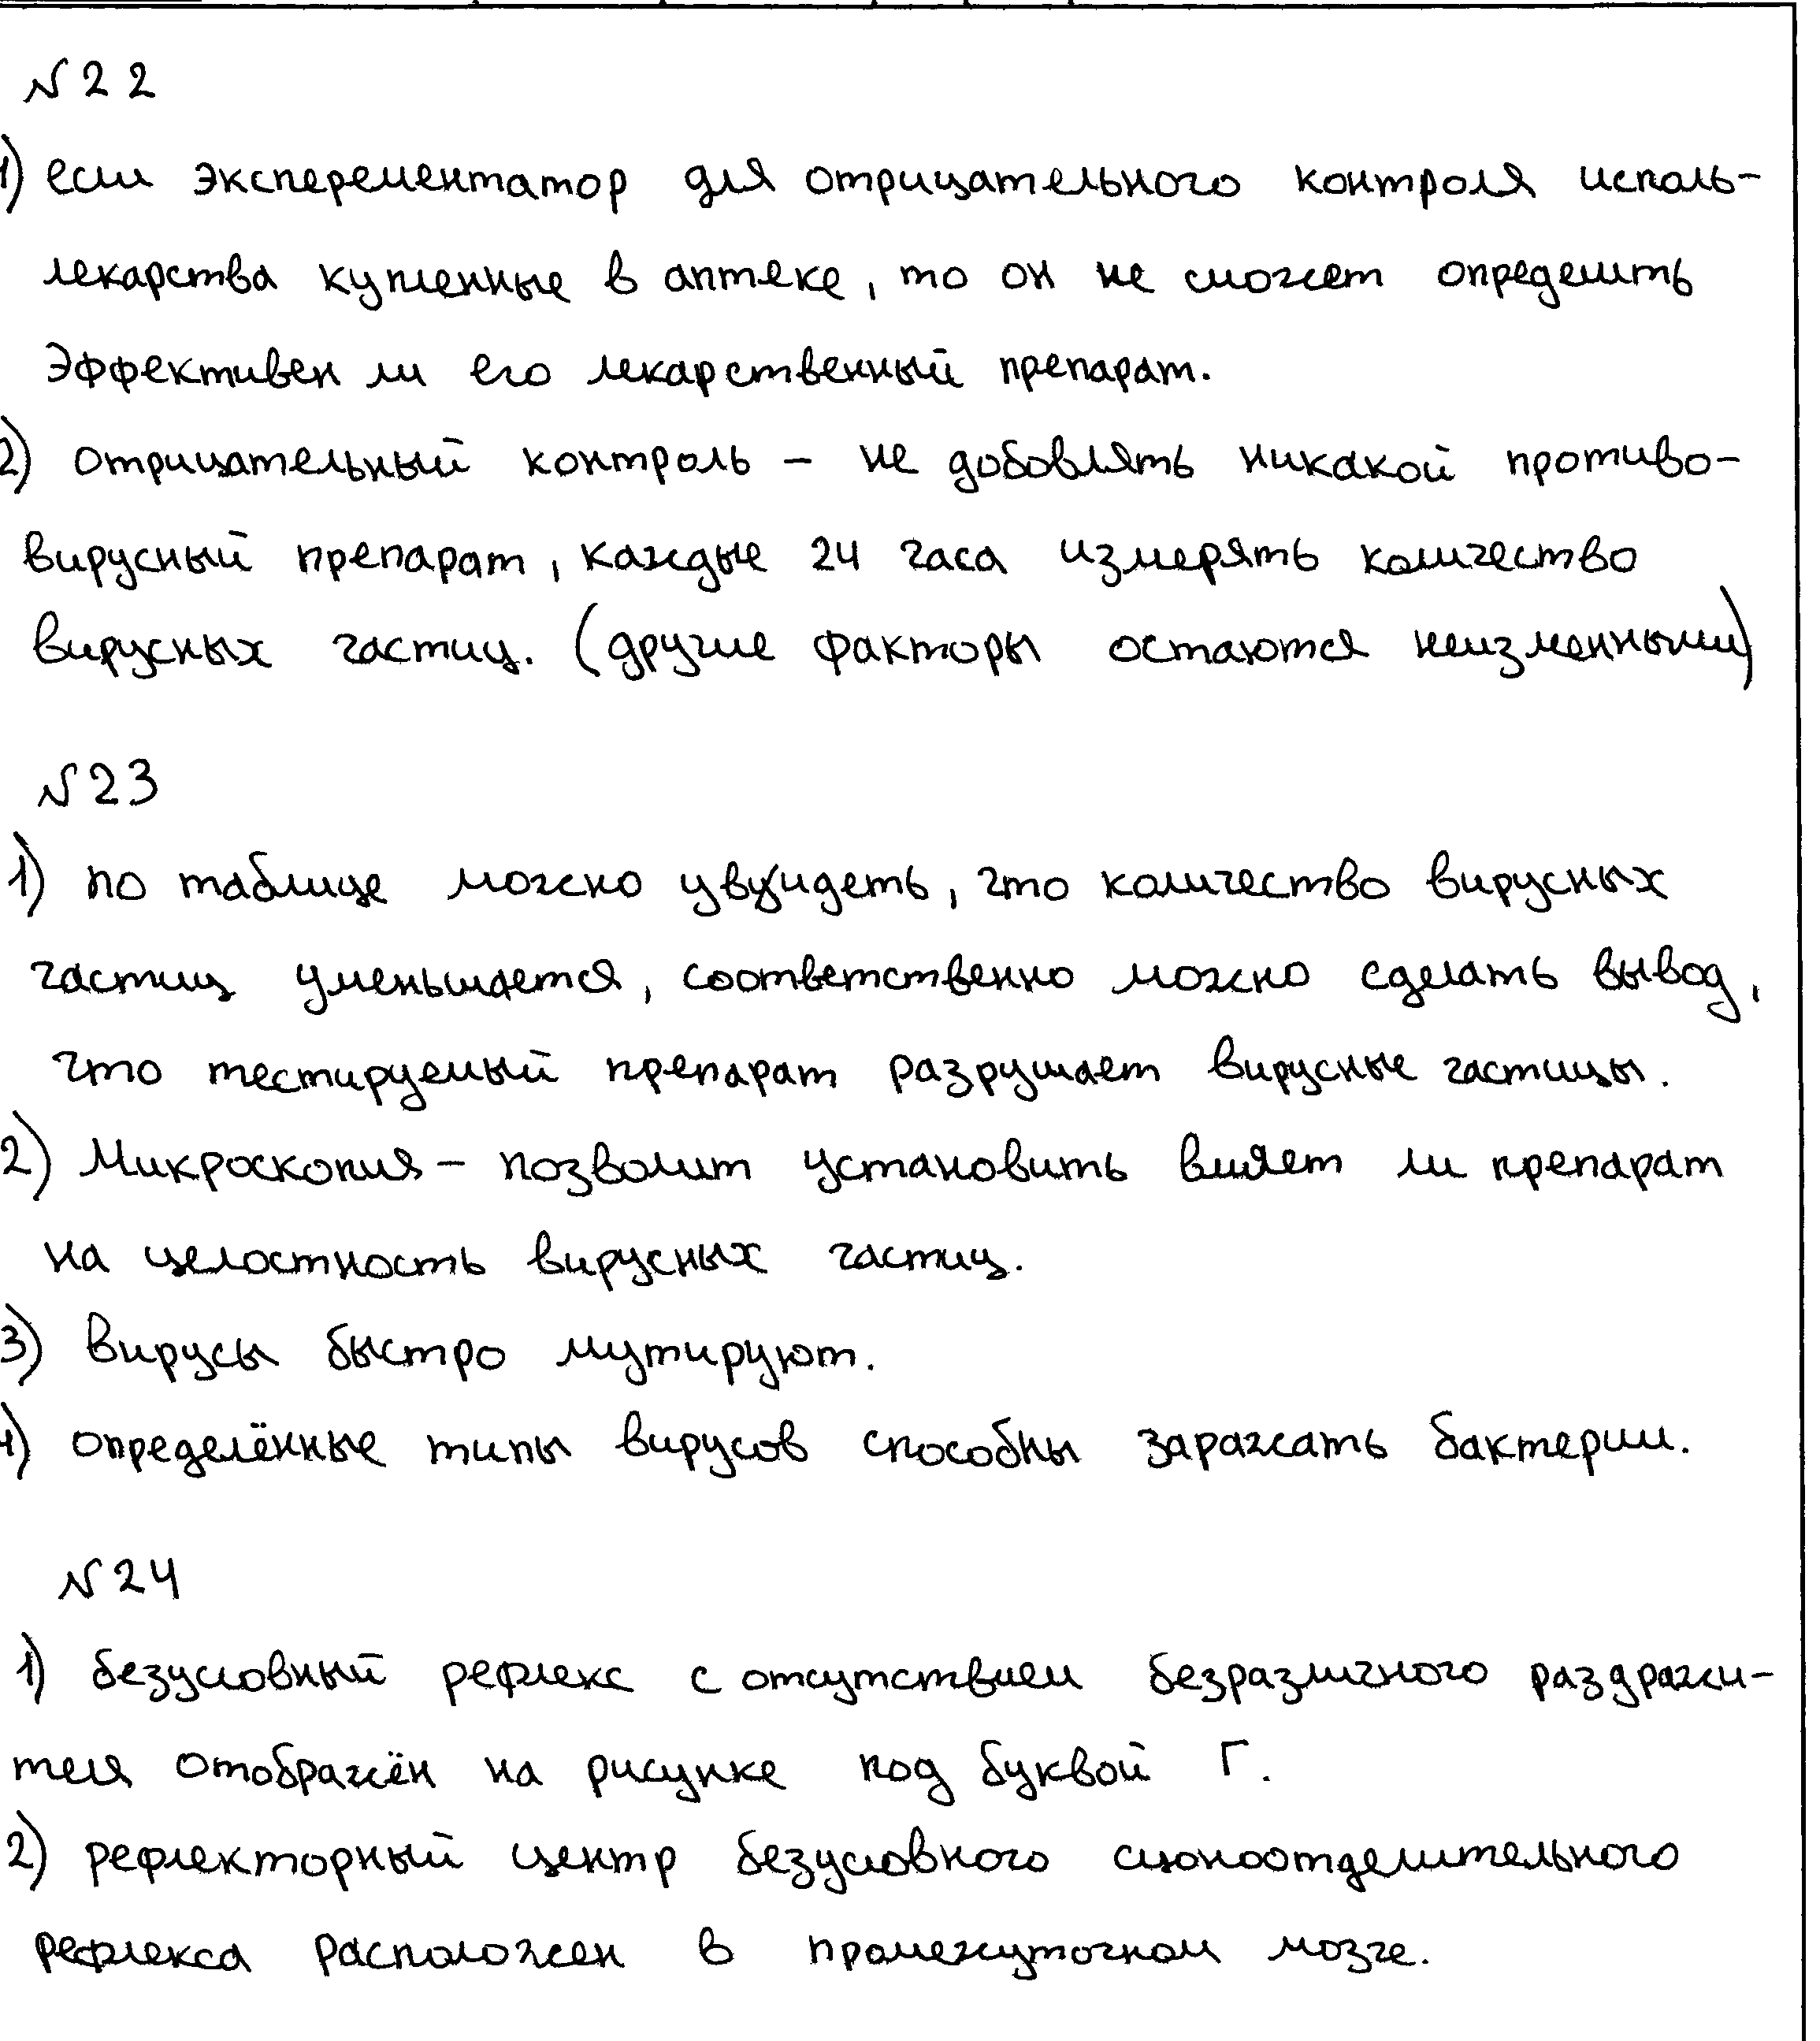 №22
1) если эксперементатор для отрицательного контроля исполь-
лекарства купленные в аптеке, то он не сможет определить
эффективен ли его лекарственный препарат.
2) отрицательный контроль – не добовлять никакой противо-
вирусный препарат, каждые 24 часа измерять количество
вирусных частиц. (другие факторы остаются неизменными)
№23
1) по таблице можно увидеть, что количество вирусных
частиц уменьшается, соответственно можно сделать вывод,
что тестируемый препарат разрушает вирусные частицы.
2) Микроскопия – позволит установить влияет ли препарат
на целостность вирусных частиц.
3) вирусы быстро мутируют.
4) определённые типы вирусов способны заражать бактерии.
№24
1) безусловный рефлекс с отсутствием безразличного раздражи-
теля отображён на рисунке под буквой Г.
2) рефлекторный центр безусловного слюноотделительного
рефлекса расположен в промежуточном мозге.